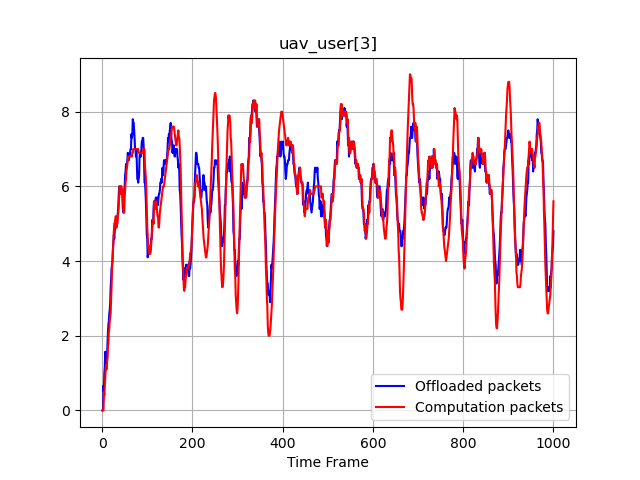 uav_user[3]
8
6
4
2
0
Offloaded packets
Computation packets
0 200 400 600 800 1000
Time Frame